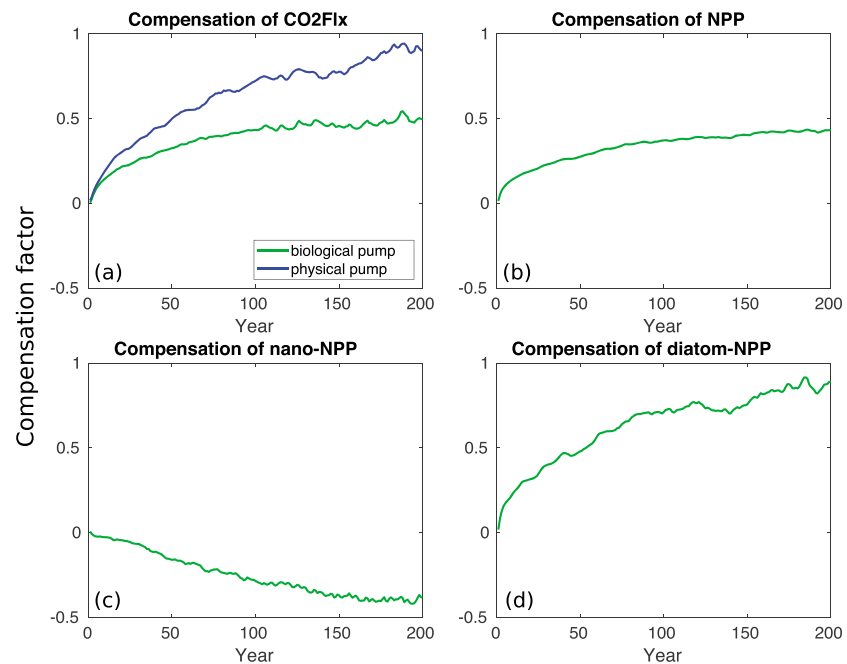 Compensation of CO2Flx
1
0.5
0
-0.5
0
50
100
150
200
Year
(a)
biological pump
physical pump
Compensation of NPP
1
0.5
0
-0.5
0
50
100
150
200
Year
(b)
Compensation factor
Compensation of nano-NPP
1
0.5
0
-0.5
0
50
100
150
200
Year
(c)
Compensation of diatom-NPP
1
0.5
0
-0.5
0
50
100
150
200
Year
(d)